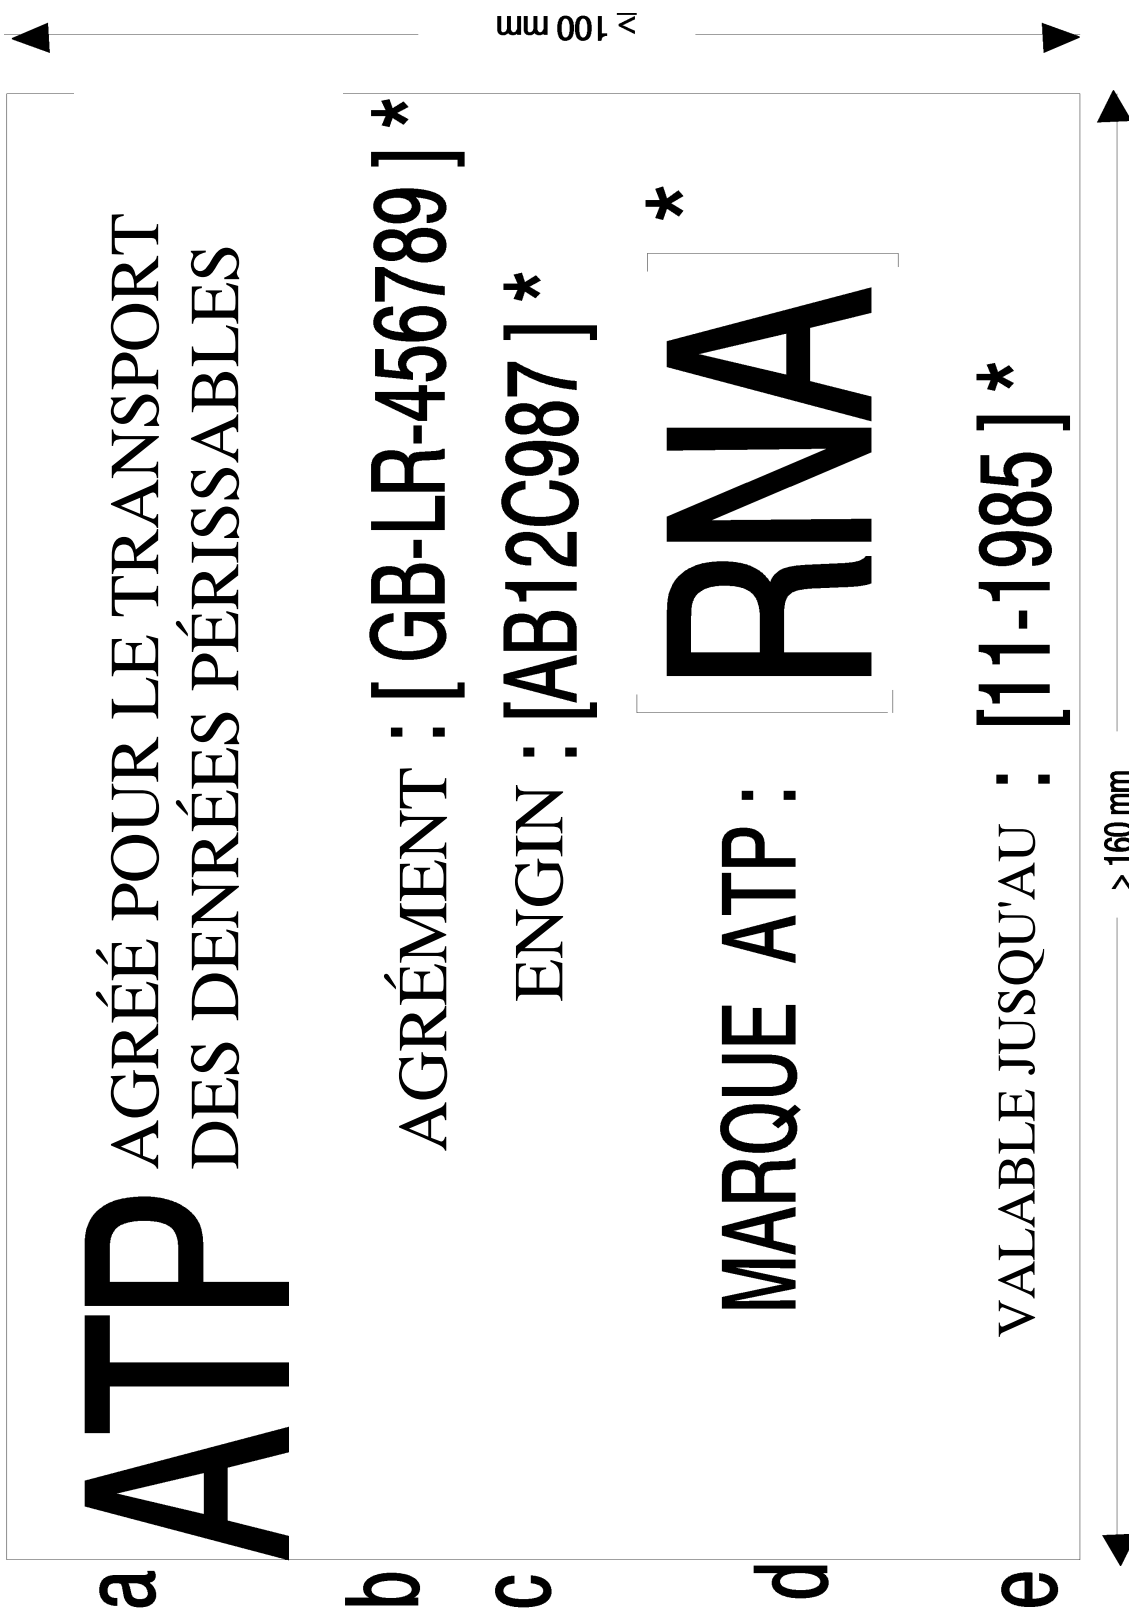 ≥ 100 mm
a ATP AGRÉÉ POUR LE TRANSPORT
DES DENRÉES PÉRISSABLES
b AGRÉMENT : [ GB-LR-456789 ] *
c ENGIN : [AB12C987 ] *
d MARQUE ATP : [ RNA ] *
e VALABLE JUSQU'AU : [11-1985 ] *
> 160 mm